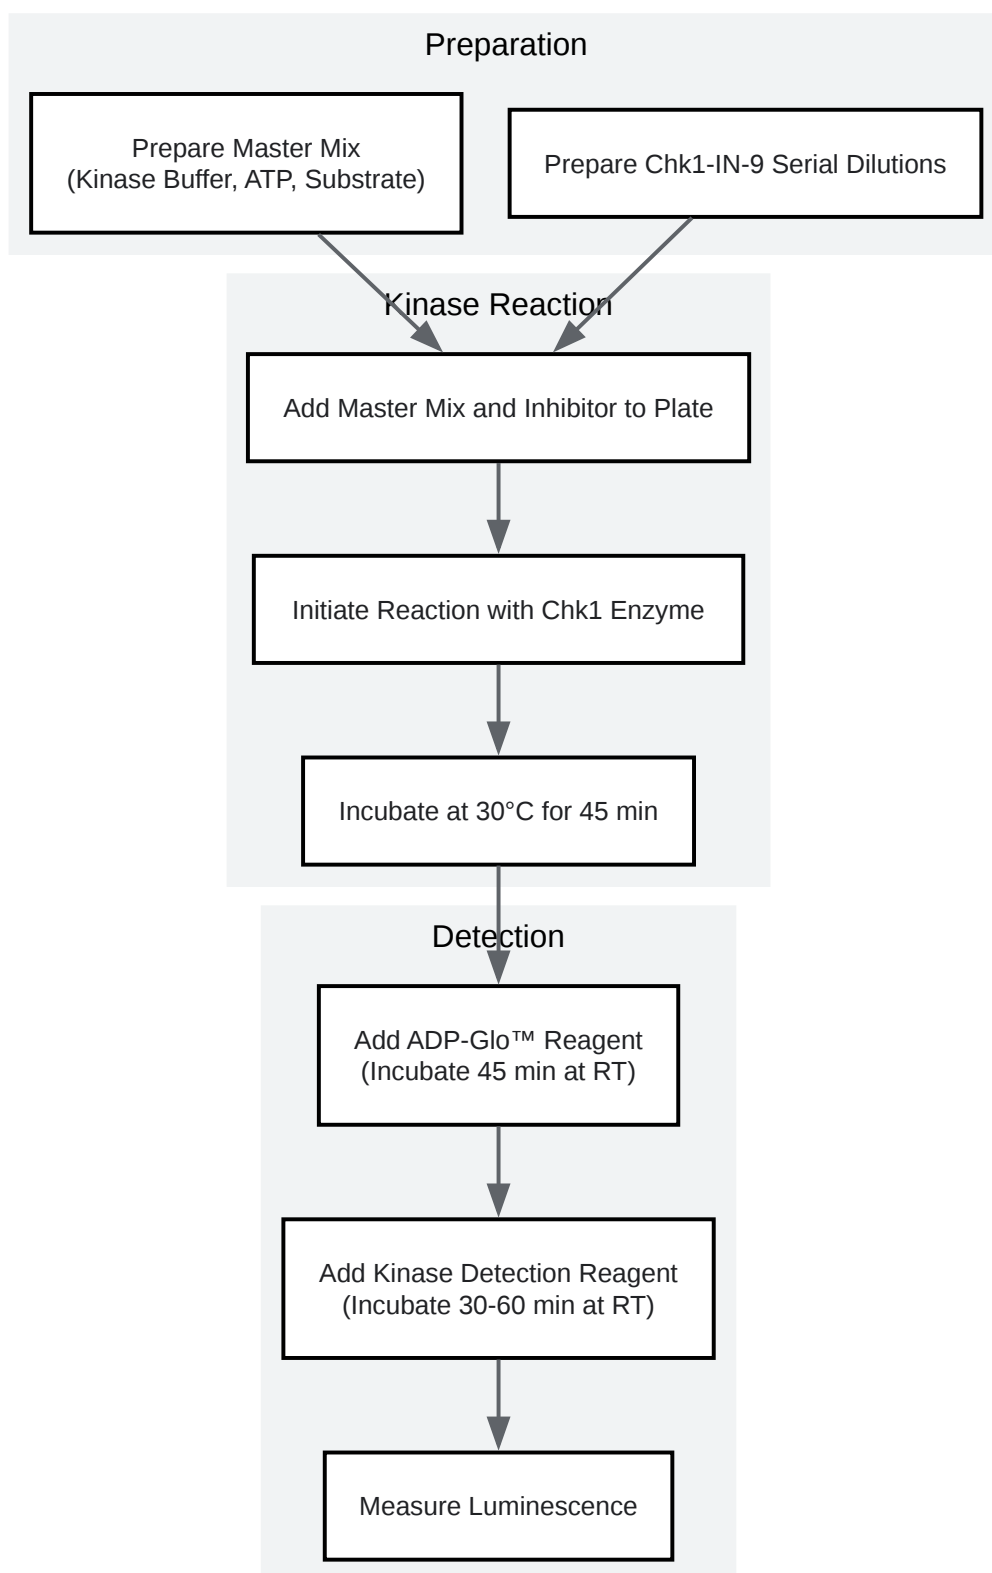 Preparation
Prepare Master Mix
(Kinase Buffer, ATP, Substrate)
Prepare Chk1-IN-9 Serial Dilutions
Kinase Reaction
Add Master Mix and Inhibitor to Plate
Initiate Reaction with Chk1 Enzyme
Incubate at 30°C for 45 min
Detection
Add ADP-Glo™ Reagent
(Incubate 45 min at RT)
Add Kinase Detection Reagent
(Incubate 30-60 min at RT)
Measure Luminescence